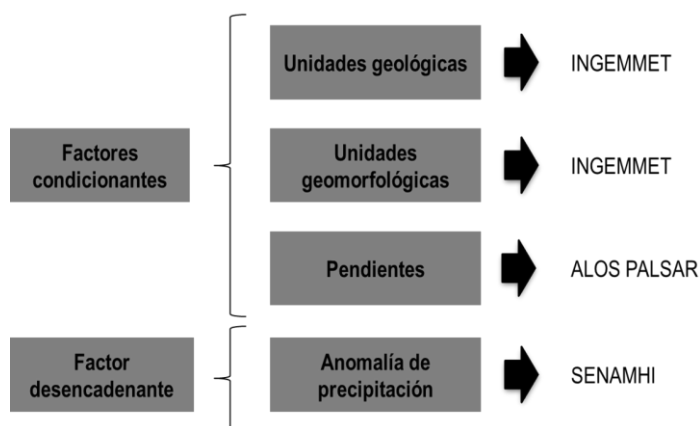 Factores
condicionantes
Unidades geológicas
INGEMMET
Unidades
geomorfológicas
INGEMMET
Pendientes
ALOS PALSAR
Factor
desencadenante
Anomalía de
precipitación
SENAMHI